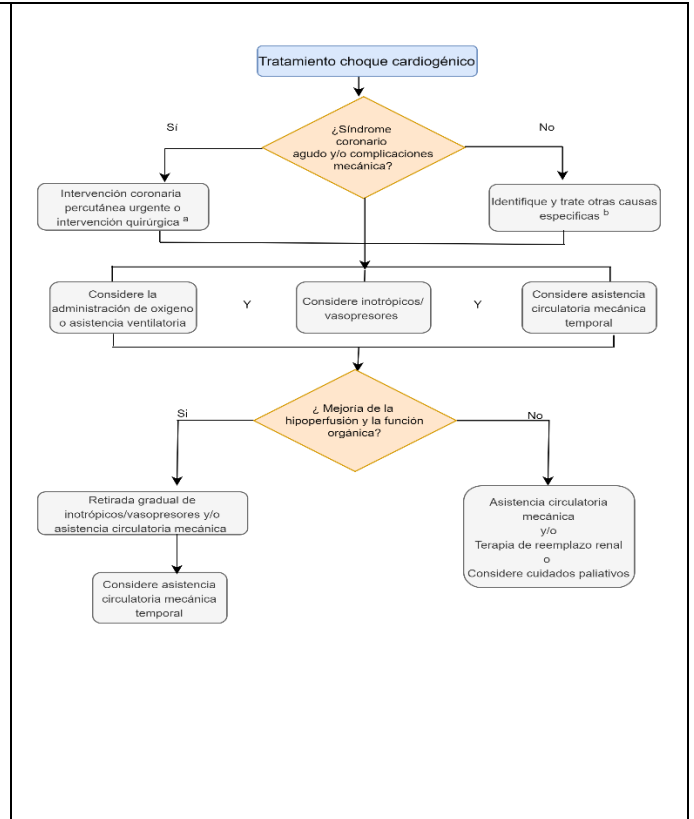 Tratamiento choque cardiogénico
¿Síndrome
coronario
agudo y/o complicaciones
mecánica?
Sí
No
Intervención coronaria
percutánea urgente o
intervención quirúrgica a
Identifique y trate otras causas
especificas b
Considere la
administración de oxigeno
o asistencia ventilatoria
Y
Considere inotrópicos/
vasopresores
Y
Considere asistencia
circulatoria mecánica
temporal
¿ Mejoría de la
hipoperfusión y la función
orgánica?
Si
No
Retirada gradual de
inotrópicos/vasopresores y/o
asistencia circulatoria mecánica
Asistencia circulatoria
mecánica
y/o
Terapia de reemplazo renal
o
Considere cuidados paliativos
Considere asistencia
circulatoria mecánica
temporal